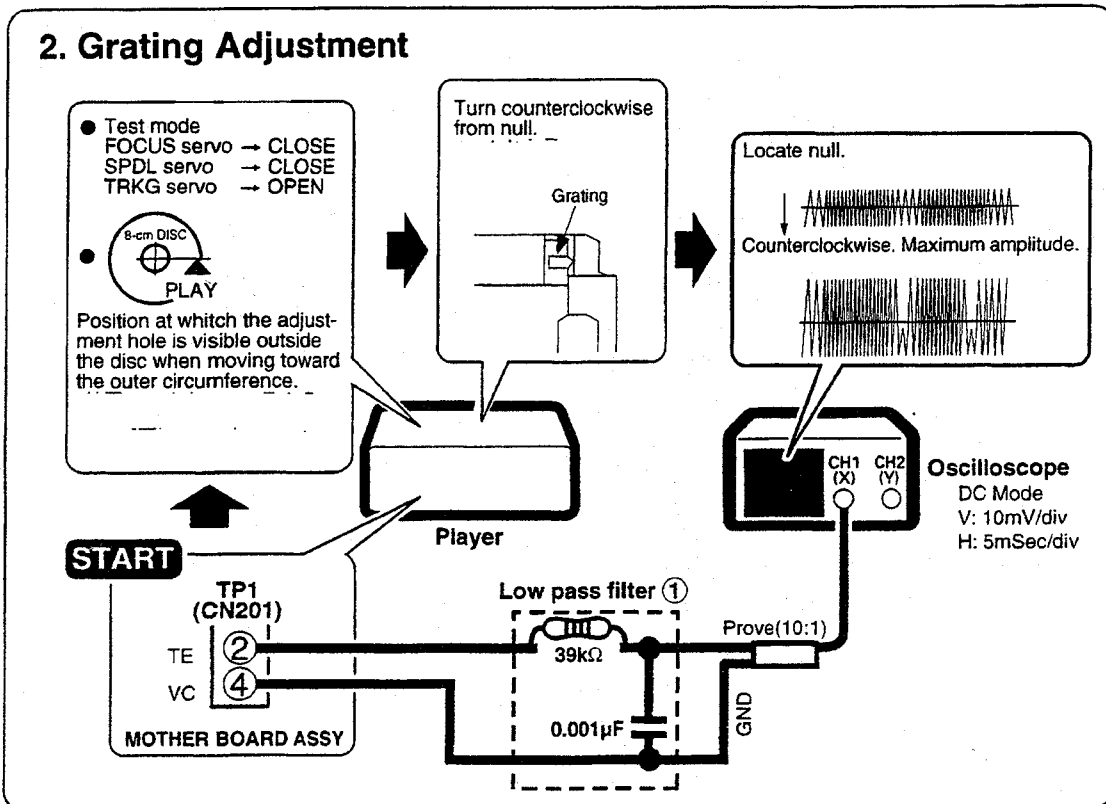 2. Grating Adjustment
● Test mode
FOCUS servo → CLOSE
SPDL servo → CLOSE
TRKG servo → OPEN
●
8-cm DISC
PLAY
Position at whitch the adjust-
ment hole is visible outside
the disc when moving toward
the outer circumference.
Turn counterclockwise
from null.
Grating
Locate null.
Counterclockwise. Maximum amplitude.
START
Player
CH1
(X)
CH2
(Y)
Oscilloscope
DC Mode
V: 10mV/div
H: 5mSec/div
TP1
(CN201)
TE ②
VC ④
MOTHER BOARD ASSY
Low pass filter ①
39kΩ
0.001μF
Prove(10:1)
GND